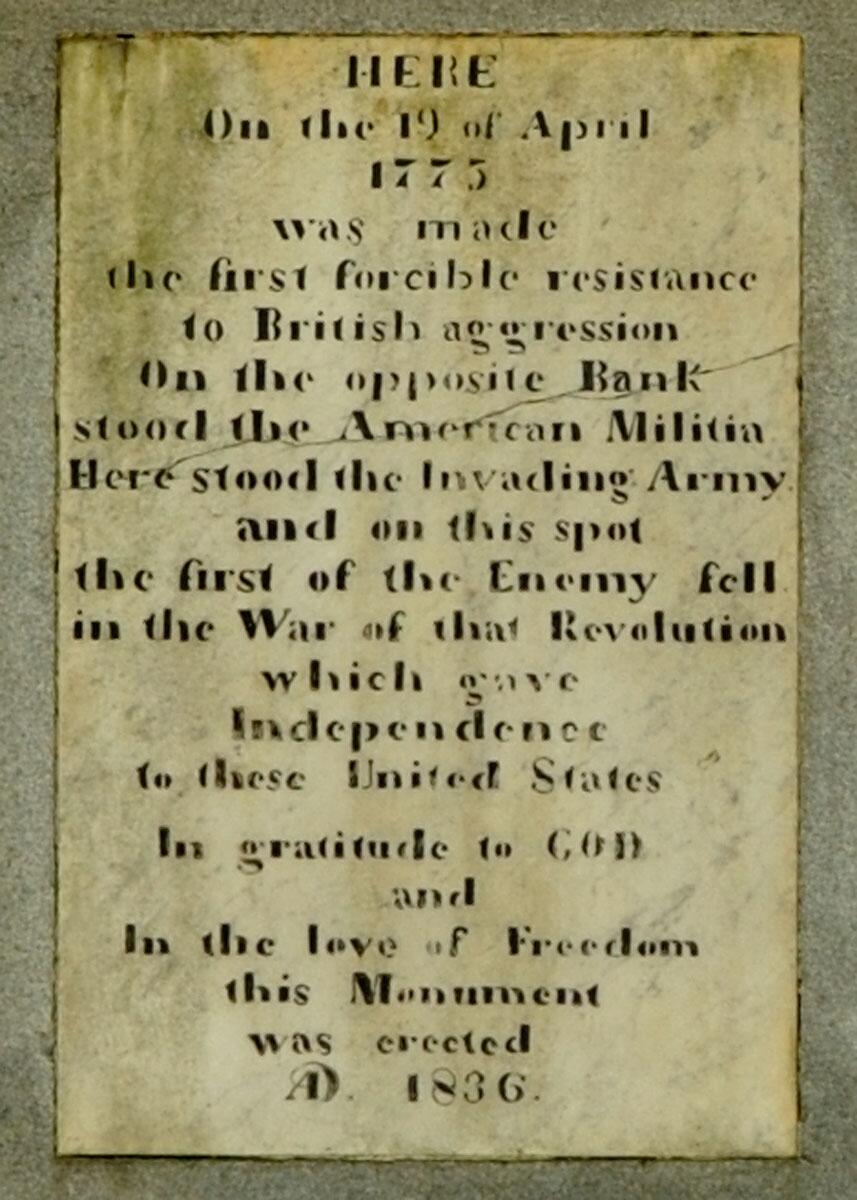 HERE
On the 19 of April
1775
was made
the first forcible resistance
to British aggression
On the opposite Bank
stood the American Militia
Here stood the Invading Army
and on this spot
the first of the Enemy fell
in the War of that Revolution
which gave
Independence
to these United States
In gratitude to GOD
and
In the love of Freedom
this Monument
was erected
AD. 1836.